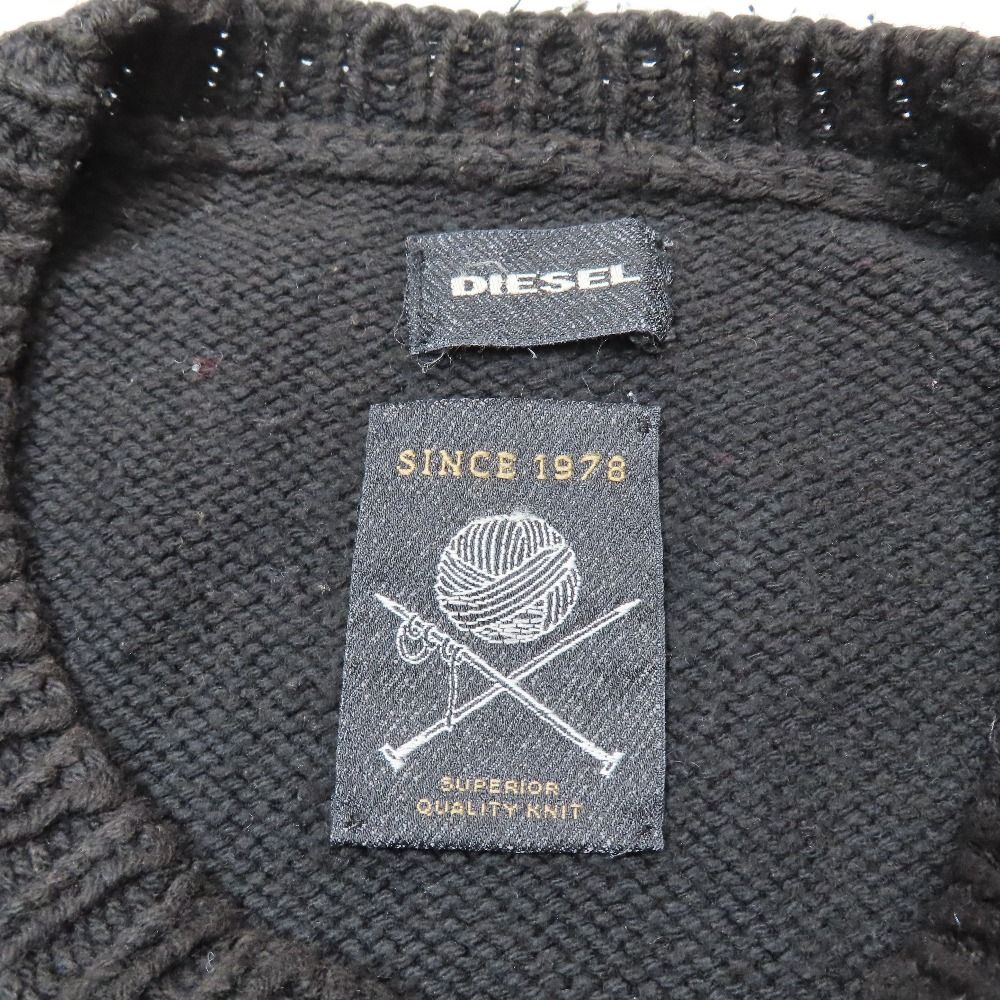 DIESEL
SINCE 1978
SUPERIOR
QUALITY KNIT